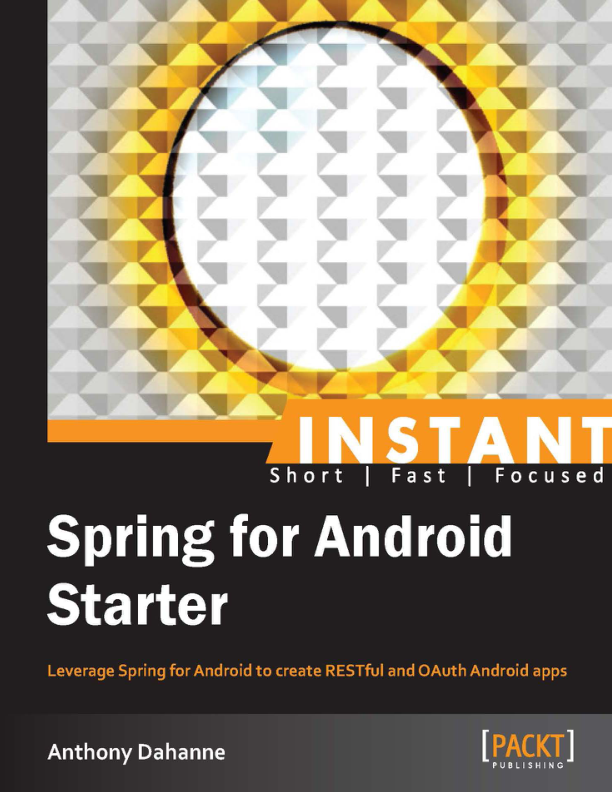 INSTANT
Short | Fast | Focused
Spring for Android
Starter
Leverage Spring for Android to create RESTful and OAuth Android apps
Anthony Dahanne
[PACKT]
PUBLISHING